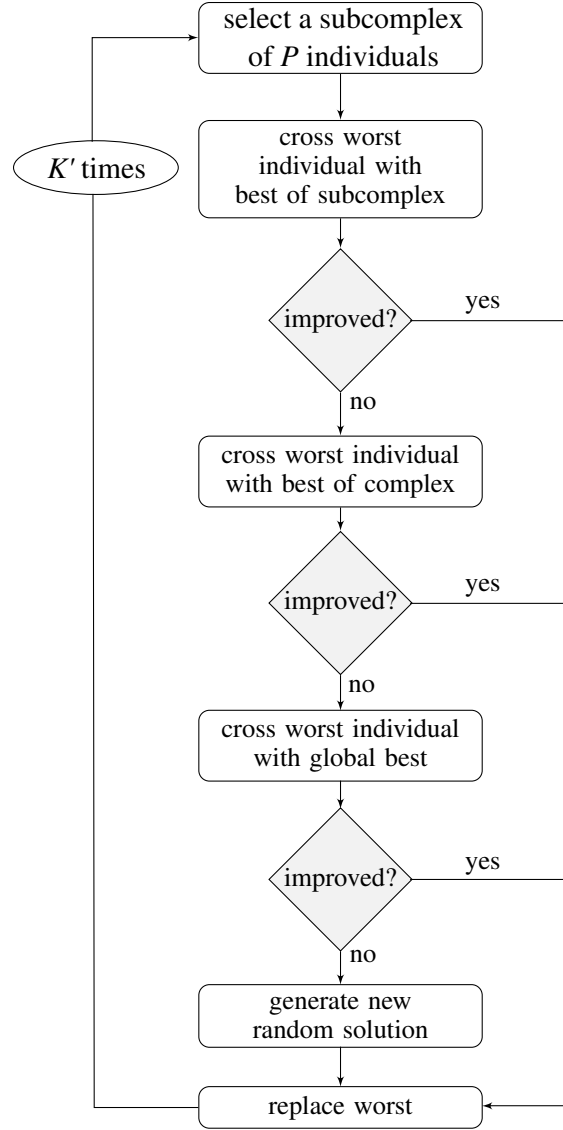 select a subcomplex
of P individuals
K' times
cross worst
individual with
best of subcomplex
improved?
yes
no
cross worst individual
with best of complex
improved?
yes
no
cross worst individual
with global best
improved?
yes
no
generate new
random solution
replace worst